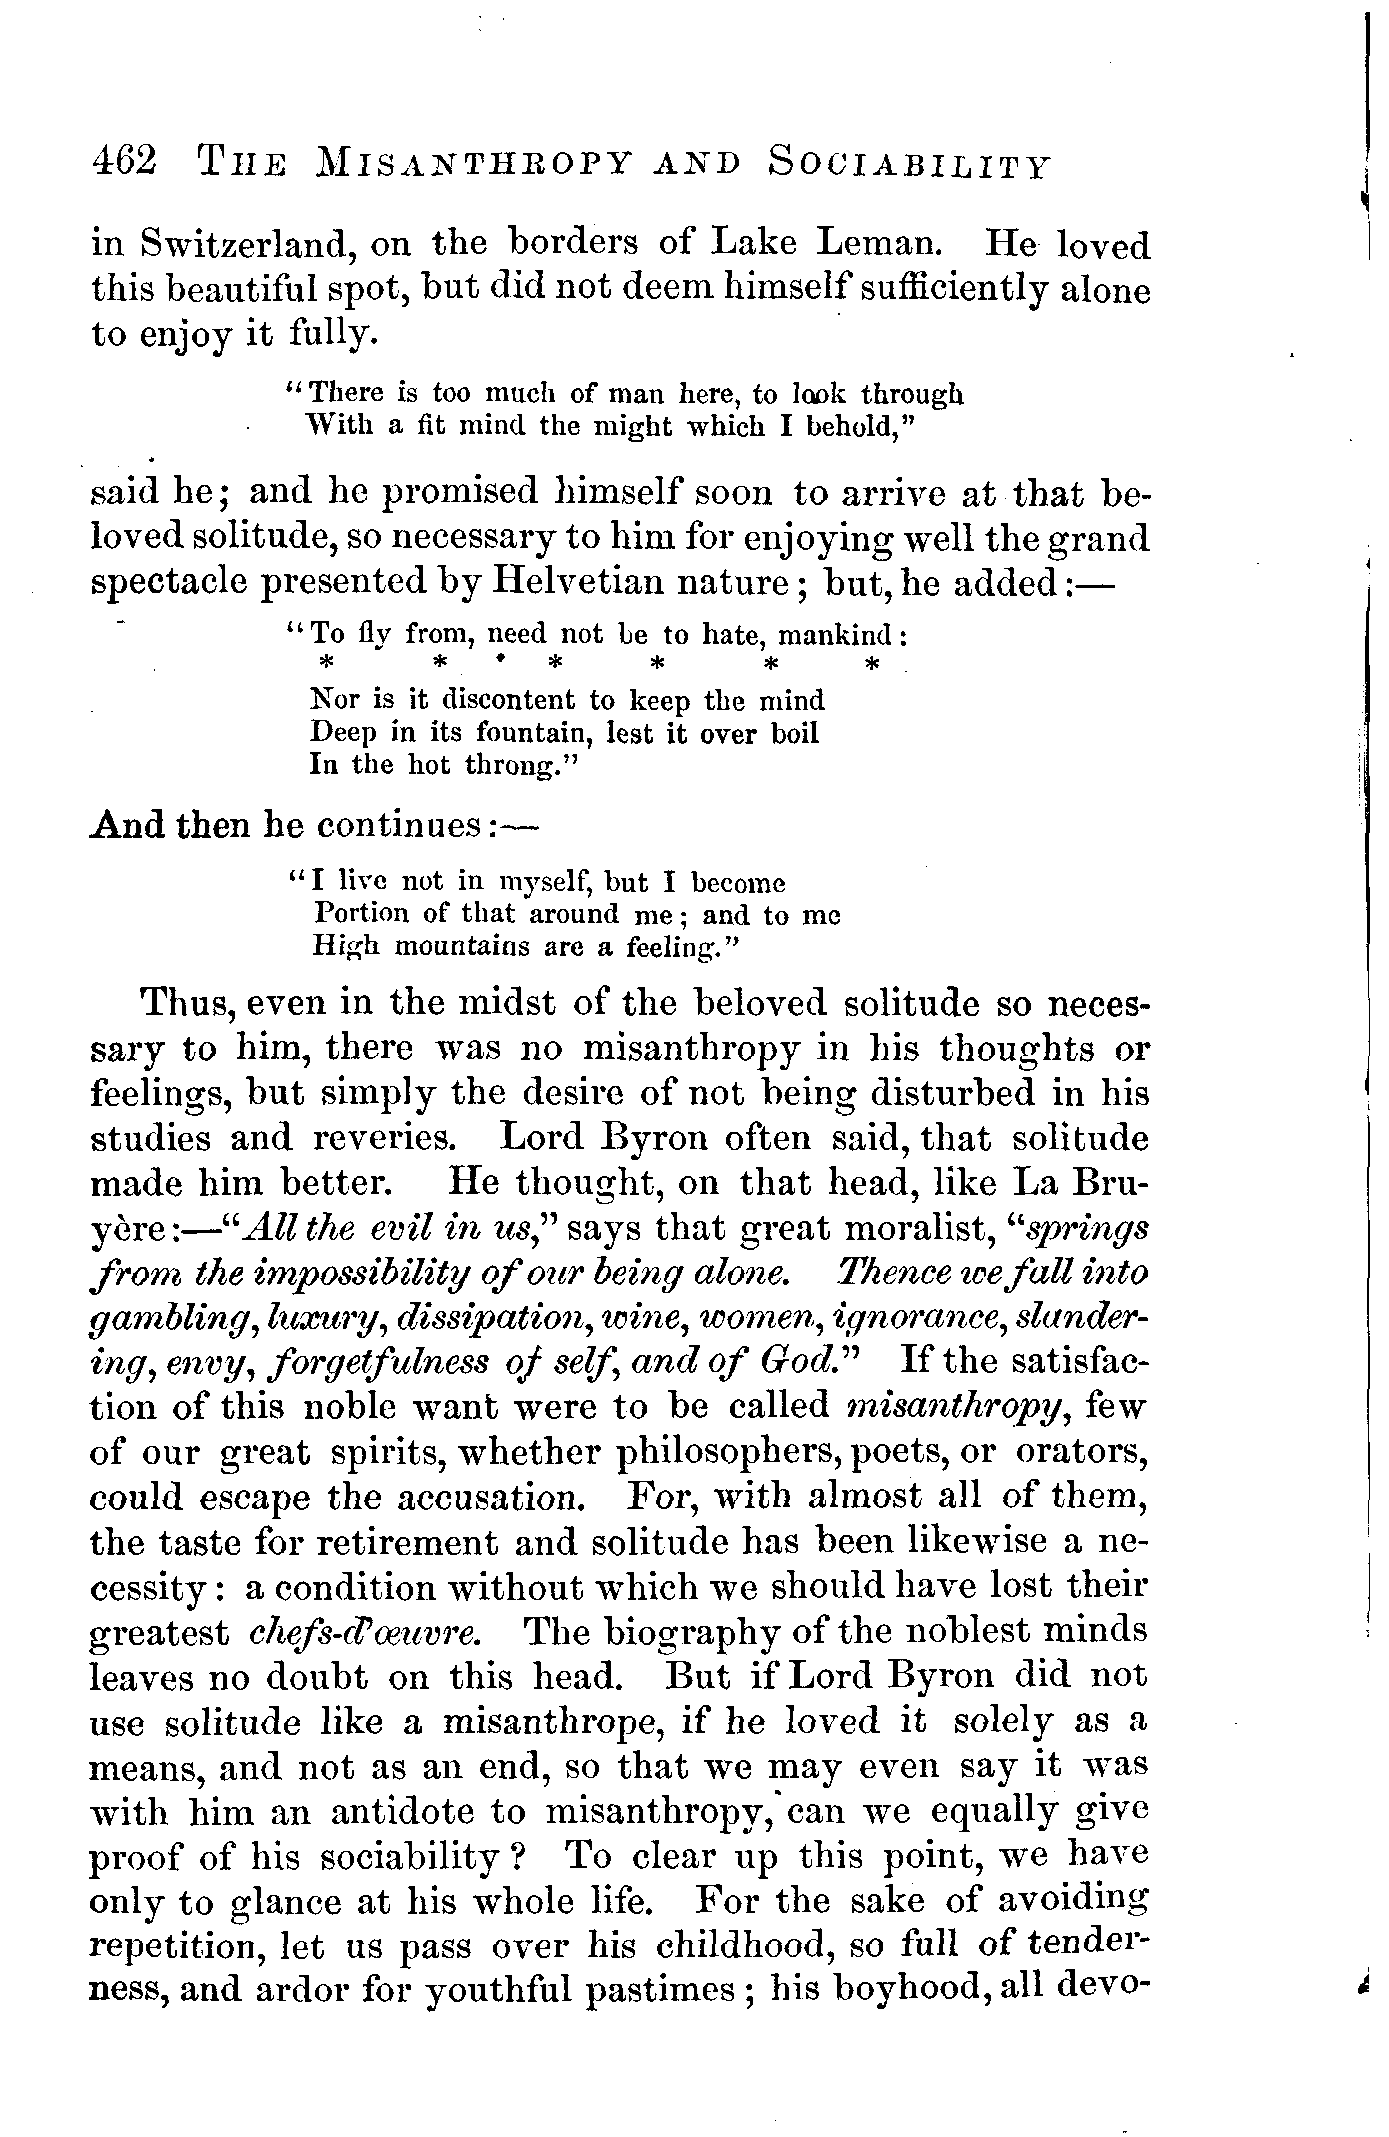 462 THE MISANTHROPY AND SOCIABILITY
in Switzerland, on the borders of Lake Leman. He loved
this beautiful spot, but did not deem himself sufficiently alone
to enjoy it fully.
"There is too much of man here, to look through
With a fit mind the might which I behold,"
said he; and he promised himself soon to arrive at that be-
loved solitude, so necessary to him for enjoying well the grand
spectacle presented by Helvetian nature; but, he added:—
"To fly from, need not be to hate, mankind:
* * * * * *
Nor is it discontent to keep the mind
Deep in its fountain, lest it over boil
In the hot throng."
And then he continues:—
"I live not in myself, but I become
Portion of that around me; and to me
High mountains are a feeling."
Thus, even in the midst of the beloved solitude so neces-
sary to him, there was no misanthropy in his thoughts or
feelings, but simply the desire of not being disturbed in his
studies and reveries. Lord Byron often said, that solitude
made him better. He thought, on that head, like La Bru-
yère:—"All the evil in us," says that great moralist, "springs
from the impossibility of our being alone. Thence we fall into
gambling, luxury, dissipation, wine, women, ignorance, slander-
ing, envy, forgetfulness of self, and of God." If the satisfac-
tion of this noble want were to be called misanthropy, few
of our great spirits, whether philosophers, poets, or orators,
could escape the accusation. For, with almost all of them,
the taste for retirement and solitude has been likewise a ne-
cessity: a condition without which we should have lost their
greatest chefs-d'œuvre. The biography of the noblest minds
leaves no doubt on this head. But if Lord Byron did not
use solitude like a misanthrope, if he loved it solely as a
means, and not as an end, so that we may even say it was
with him an antidote to misanthropy, can we equally give
proof of his sociability? To clear up this point, we have
only to glance at his whole life. For the sake of avoiding
repetition, let us pass over his childhood, so full of tender-
ness, and ardor for youthful pastimes; his boyhood, all devo-